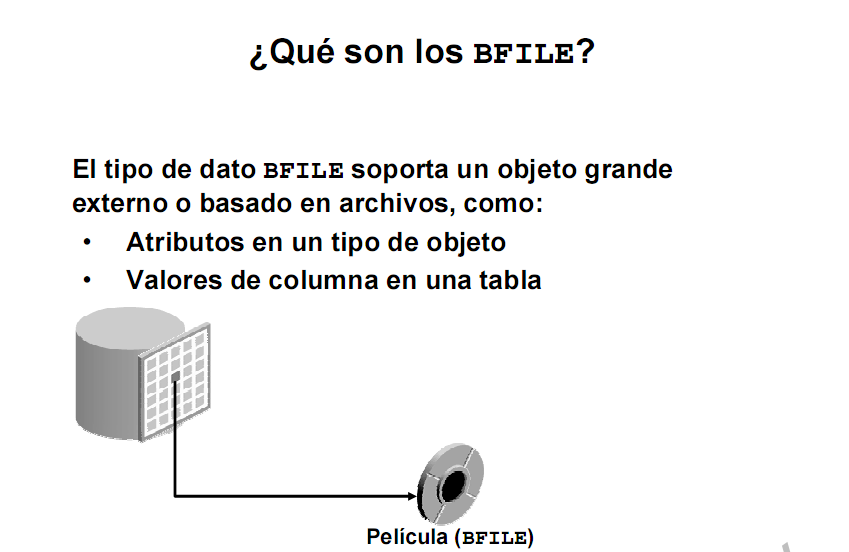 ¿Qué son los BFILE?
El tipo de dato BFILE soporta un objeto grande
externo o basado en archivos, como:
• Atributos en un tipo de objeto
• Valores de columna en una tabla
Película (BFILE)